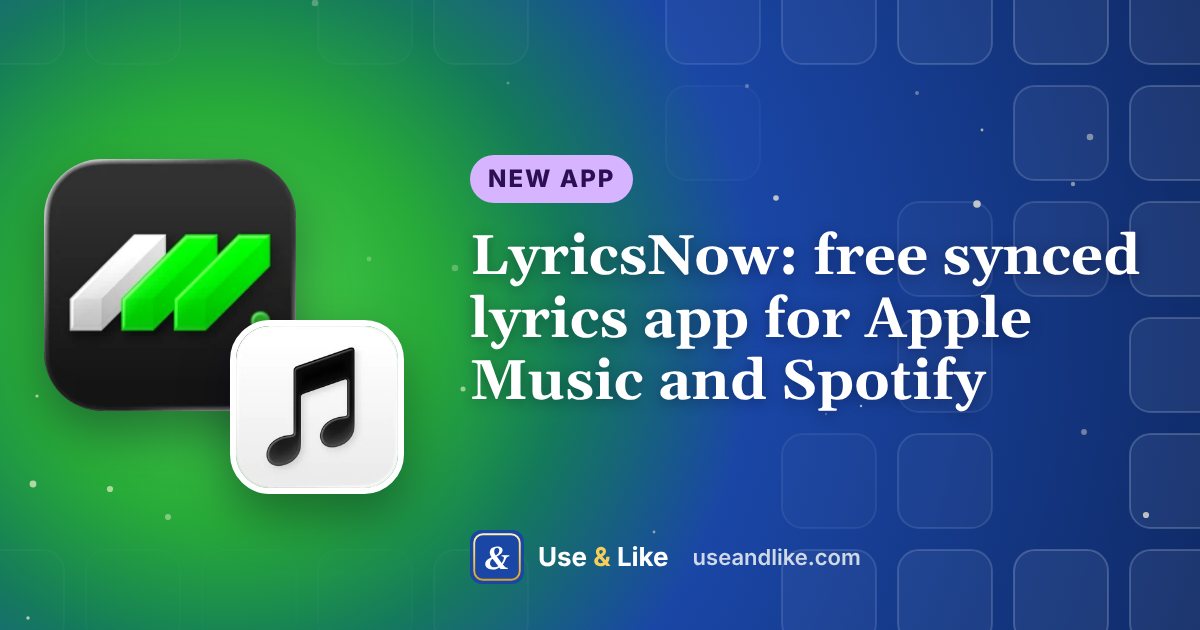 NEW APP
LyricsNow: free synced
lyrics app for Apple
Music and Spotify
& Use & Like useandlike.com